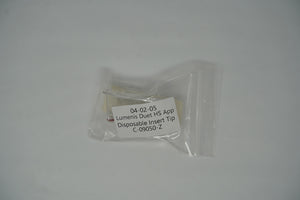 04-02-05
Lumenis Duet HS App
Disposable Insert Tip
C-09050-Z